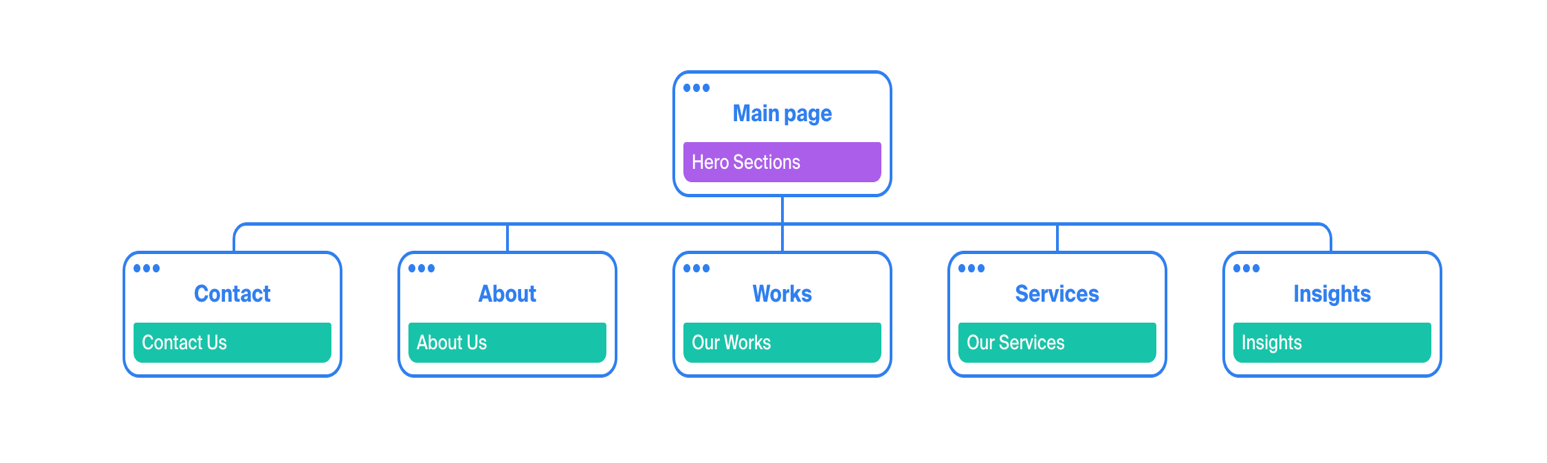 Main page
Hero Sections
Contact
Contact Us
About
About Us
Works
Our Works
Services
Our Services
Insights
Insights